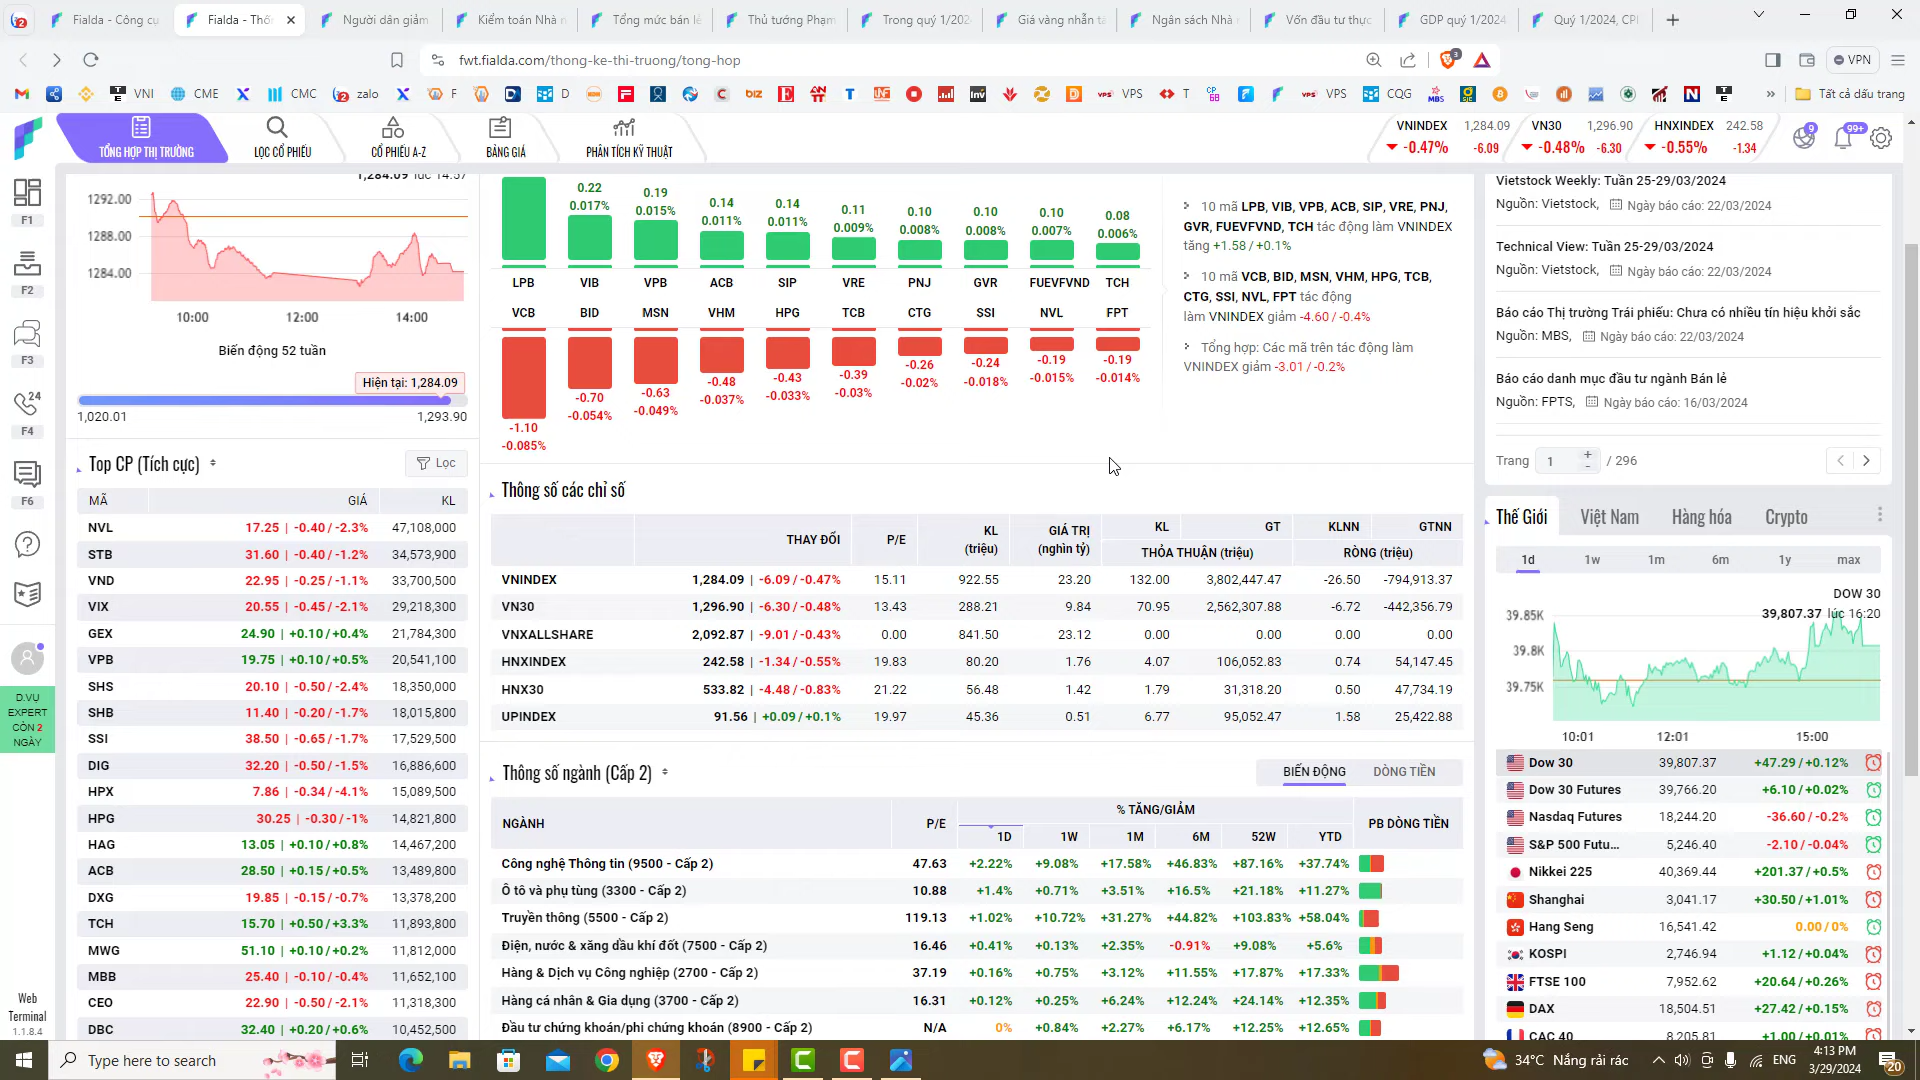 Fialda - Công cụ
Fialda - Thốn
Người dân giảm
Kiểm toán Nhà n
Tổng mức bán lẻ
Thủ tướng Phạm
Trong quý 1/202
Giá vàng nhẫn tă
Ngân sách Nhà n
Vốn đầu tư thực
GDP quý 1/2024
Quý 1/2024, CPI
fwt.fialda.com/thong-ke-thi-truong/tong-hop
VPN
VNI
CME
CMC
zalo
F
D
VPS
T
VPS
CQG
Tất cả dấu trang
TỔNG HỢP THỊ TRƯỜNG
LỌC CỔ PHIẾU
CỔ PHIẾU A-Z
BẢNG GIÁ
PHÂN TÍCH KỸ THUẬT
VNINDEX 1,284.09
-0.47% -6.09
VN30 1,296.90
-0.48% -6.30
HNXINDEX 242.58
-0.55% -1.34
9
99+
F1
F2
F3
24
F4
F6
D.VỤ
EXPERT
CÒN 2
NGÀY
Web
Terminal
1.1.8.4
1,284.09 lúc 14:57
1292.00
1288.00
1284.00
10:00 12:00 14:00
Biến động 52 tuần
Hiện tại: 1,284.09
1,020.01 1,293.90
Top CP (Tích cực)
Lọc
MÃ GIÁ KL
NVL 17.25 | -0.40 / -2.3% 47,108,000
STB 31.60 | -0.40 / -1.2% 34,573,900
VND 22.95 | -0.25 / -1.1% 33,700,500
VIX 20.55 | -0.45 / -2.1% 29,218,300
GEX 24.90 | +0.10 / +0.4% 21,784,300
VPB 19.75 | +0.10 / +0.5% 20,541,100
SHS 20.10 | -0.50 / -2.4% 18,350,000
SHB 11.40 | -0.20 / -1.7% 18,015,800
SSI 38.50 | -0.65 / -1.7% 17,529,500
DIG 32.20 | -0.50 / -1.5% 16,886,600
HPX 7.86 | -0.34 / -4.1% 15,089,500
HPG 30.25 | -0.30 / -1% 14,821,800
HAG 13.05 | +0.10 / +0.8% 14,467,200
ACB 28.50 | +0.15 / +0.5% 13,489,800
DXG 19.85 | -0.15 / -0.7% 13,378,200
TCH 15.70 | +0.50 / +3.3% 11,893,800
MWG 51.10 | +0.10 / +0.2% 11,812,000
MBB 25.40 | -0.10 / -0.4% 11,652,100
CEO 22.90 | -0.50 / -2.1% 11,318,300
DBC 32.40 | +0.20 / +0.6% 10,452,500
0.22 0.19 0.14 0.14 0.11 0.10 0.10 0.10 0.08
0.017% 0.015% 0.011% 0.011% 0.009% 0.008% 0.008% 0.007% 0.006%
LPB VIB VPB ACB SIP VRE PNJ GVR FUEVFVND TCH
VCB BID MSN VHM HPG TCB CTG SSI NVL FPT
-1.10 -0.70 -0.63 -0.48 -0.43 -0.39 -0.26 -0.24 -0.19 -0.19
-0.085% -0.054% -0.049% -0.037% -0.033% -0.03% -0.02% -0.018% -0.015% -0.014%
10 mã LPB, VIB, VPB, ACB, SIP, VRE, PNJ,
GVR, FUEVFVND, TCH tác động làm VNINDEX
tăng +1.58 / +0.1%
10 mã VCB, BID, MSN, VHM, HPG, TCB,
CTG, SSI, NVL, FPT tác động
làm VNINDEX giảm -4.60 / -0.4%
Tổng hợp: Các mã trên tác động làm
VNINDEX giảm -3.01 / -0.2%
Thông số các chỉ số
THAY ĐỔI P/E KL (triệu) GIÁ TRỊ (nghìn tỷ) KL GT KLNN GTNN
THỎA THUẬN (triệu) RÒNG (triệu)
VNINDEX 1,284.09 | -6.09 / -0.47% 15.11 922.55 23.20 132.00 3,802,447.47 -26.50 -794,913.37
VN30 1,296.90 | -6.30 / -0.48% 13.43 288.21 9.84 70.95 2,562,307.88 -6.72 -442,356.79
VNXALLSHARE 2,092.87 | -9.01 / -0.43% 0.00 841.50 23.12 0.00 0.00 0.00 0.00
HNXINDEX 242.58 | -1.34 / -0.55% 19.83 80.20 1.76 4.07 106,052.83 0.74 54,147.45
HNX30 533.82 | -4.48 / -0.83% 21.22 56.48 1.42 1.79 31,318.20 0.50 47,734.19
UPINDEX 91.56 | +0.09 / +0.1% 19.97 45.36 0.51 6.77 95,052.47 1.58 25,422.88
Thông số ngành (Cấp 2)
BIẾN ĐỘNG DÒNG TIỀN
NGÀNH P/E % TĂNG/GIẢM PB DÒNG TIỀN
1D 1W 1M 6M 52W YTD
Công nghệ Thông tin (9500 - Cấp 2) 47.63 +2.22% +9.08% +17.58% +46.83% +87.16% +37.74%
Ô tô và phụ tùng (3300 - Cấp 2) 10.88 +1.4% +0.71% +3.51% +16.5% +21.18% +11.27%
Truyền thông (5500 - Cấp 2) 119.13 +1.02% +10.72% +31.27% +44.82% +103.83% +58.04%
Điện, nước & xăng dầu khí đốt (7500 - Cấp 2) 16.46 +0.41% +0.13% +2.35% -0.91% +9.08% +5.6%
Hàng & Dịch vụ Công nghiệp (2700 - Cấp 2) 37.19 +0.16% +0.75% +3.12% +11.55% +17.87% +17.33%
Hàng cá nhân & Gia dụng (3700 - Cấp 2) 16.31 +0.12% +0.25% +6.24% +12.24% +24.14% +12.35%
Đầu tư chứng khoán/phi chứng khoán (8900 - Cấp 2) N/A 0% +0.84% +2.27% +6.17% +12.25% +12.65%
Vietstock Weekly: Tuần 25-29/03/2024
Nguồn: Vietstock, Ngày báo cáo: 22/03/2024
Technical View: Tuần 25-29/03/2024
Nguồn: Vietstock, Ngày báo cáo: 22/03/2024
Báo cáo Thị trường Trái phiếu: Chưa có nhiều tín hiệu khởi sắc
Nguồn: MBS, Ngày báo cáo: 22/03/2024
Báo cáo danh mục đầu tư ngành Bán lẻ
Nguồn: FPTS, Ngày báo cáo: 16/03/2024
Trang 1 / 296
Thế Giới Việt Nam Hàng hóa Crypto
1d 1w 1m 6m 1y max
DOW 30
39,807.37 lúc 16:20
39.85K
39.8K
39.75K
10:01 12:01 15:00
Dow 30 39,807.37 +47.29 / +0.12%
Dow 30 Futures 39,766.20 +6.10 / +0.02%
Nasdaq Futures 18,244.20 -36.60 / -0.2%
S&P 500 Futu... 5,246.40 -2.10 / -0.04%
Nikkei 225 40,369.44 +201.37 / +0.5%
Shanghai 3,041.17 +30.50 / +1.01%
Hang Seng 16,541.42 0.00 / 0%
KOSPI 2,746.94 +1.12 / +0.04%
FTSE 100 7,952.62 +20.64 / +0.26%
DAX 18,504.51 +27.42 / +0.15%
CAC 40 8,205.81 +1.00 / +0.01%
Type here to search
34°C Nắng rải rác
ENG
4:13 PM
3/29/2024
20